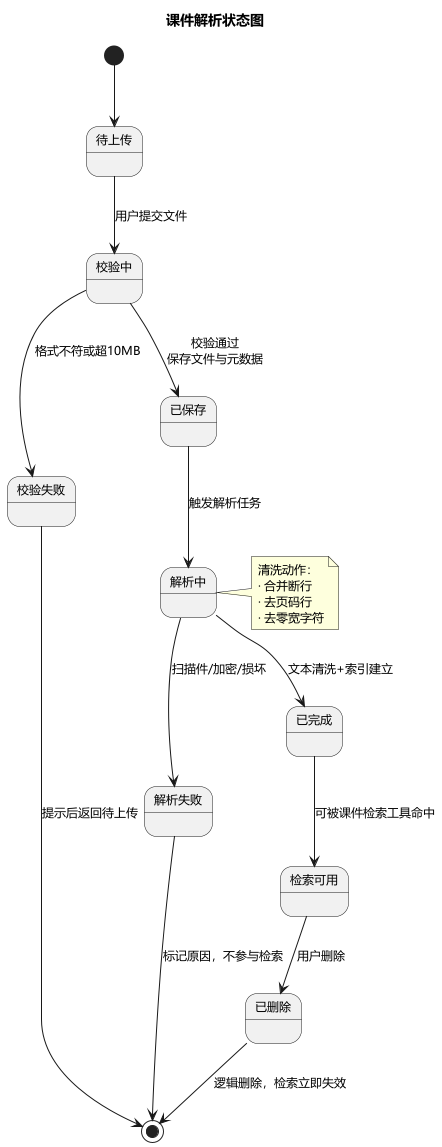 课件解析状态图
待上传
用户提交文件
校验中
格式不符或超10MB
校验通过
保存文件与元数据
已保存
校验失败
触发解析任务
解析中
清洗动作：
· 合并断行
· 去页码行
· 去零宽字符
扫描件/加密/损坏
文本清洗+索引建立
已完成
解析失败
提示后返回待上传
可被课件检索工具命中
检索可用
标记原因，不参与检索
用户删除
已删除
逻辑删除，检索立即失效